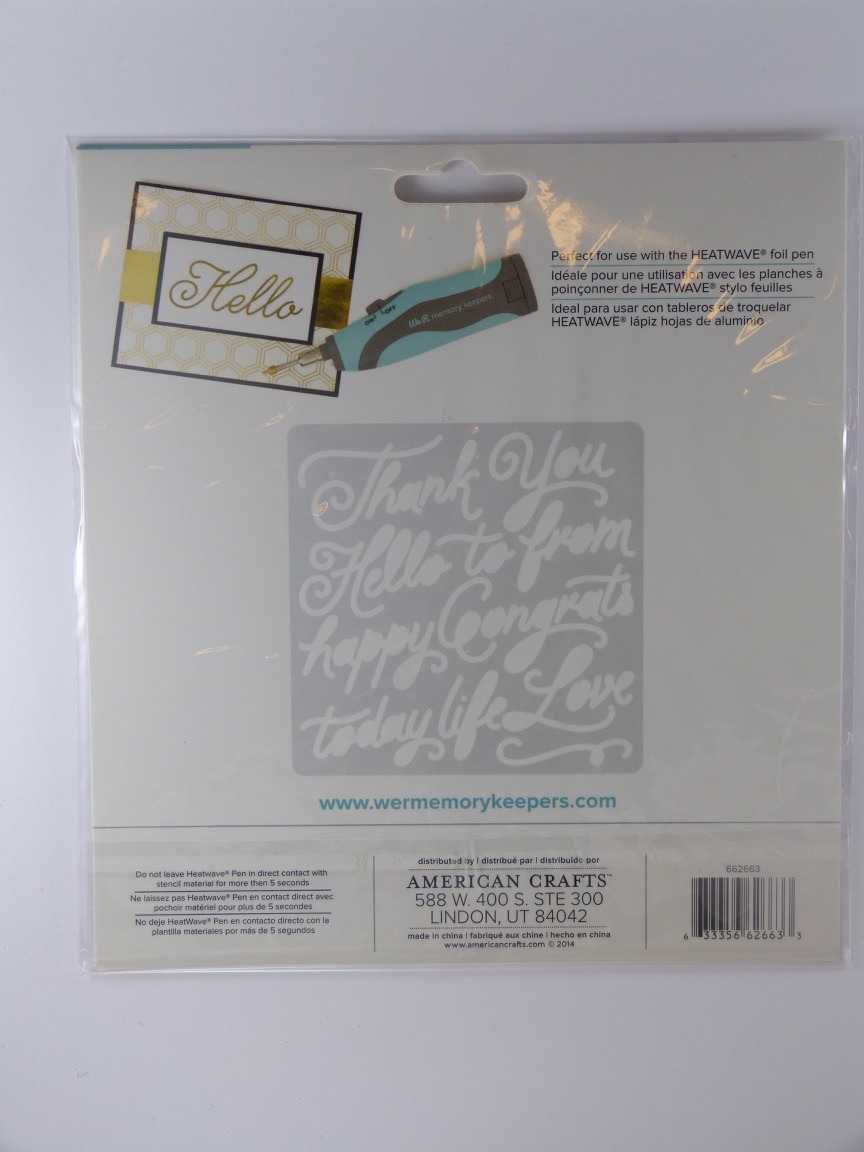 Hello
ON! OFF
We R memory keepers.
Perfect for use with the HEATWAVE® foil pen
Idéale pour une utilisation avec les planches à
poinçonner de HEATWAVE® stylo feuilles
Ideal para usar con tableros de troquelar
HEATWAVE® lápiz hojas de aluminio
Thank You
Hello to from
happy Congrats
today life Love
www.wermemorykeepers.com
Do not leave Heatwave® Pen in direct contact with
stencil material for more then 5 seconds
Ne laissez pas Heatwave® Pen en contact direct avec
pochoir matériel pour plus de 5 secondes
No deje HeatWave® Pen en contacto directo con la
plantilla materiales por más de 5 segundos
distributed by | distribué par | distribuido por
AMERICAN CRAFTS™
588 W. 400 S. STE 300
LINDON, UT 84042
made in china | fabriqué aux chine | hecho en china
www.americancrafts.com © 2014
662663
6 33356 62663 3